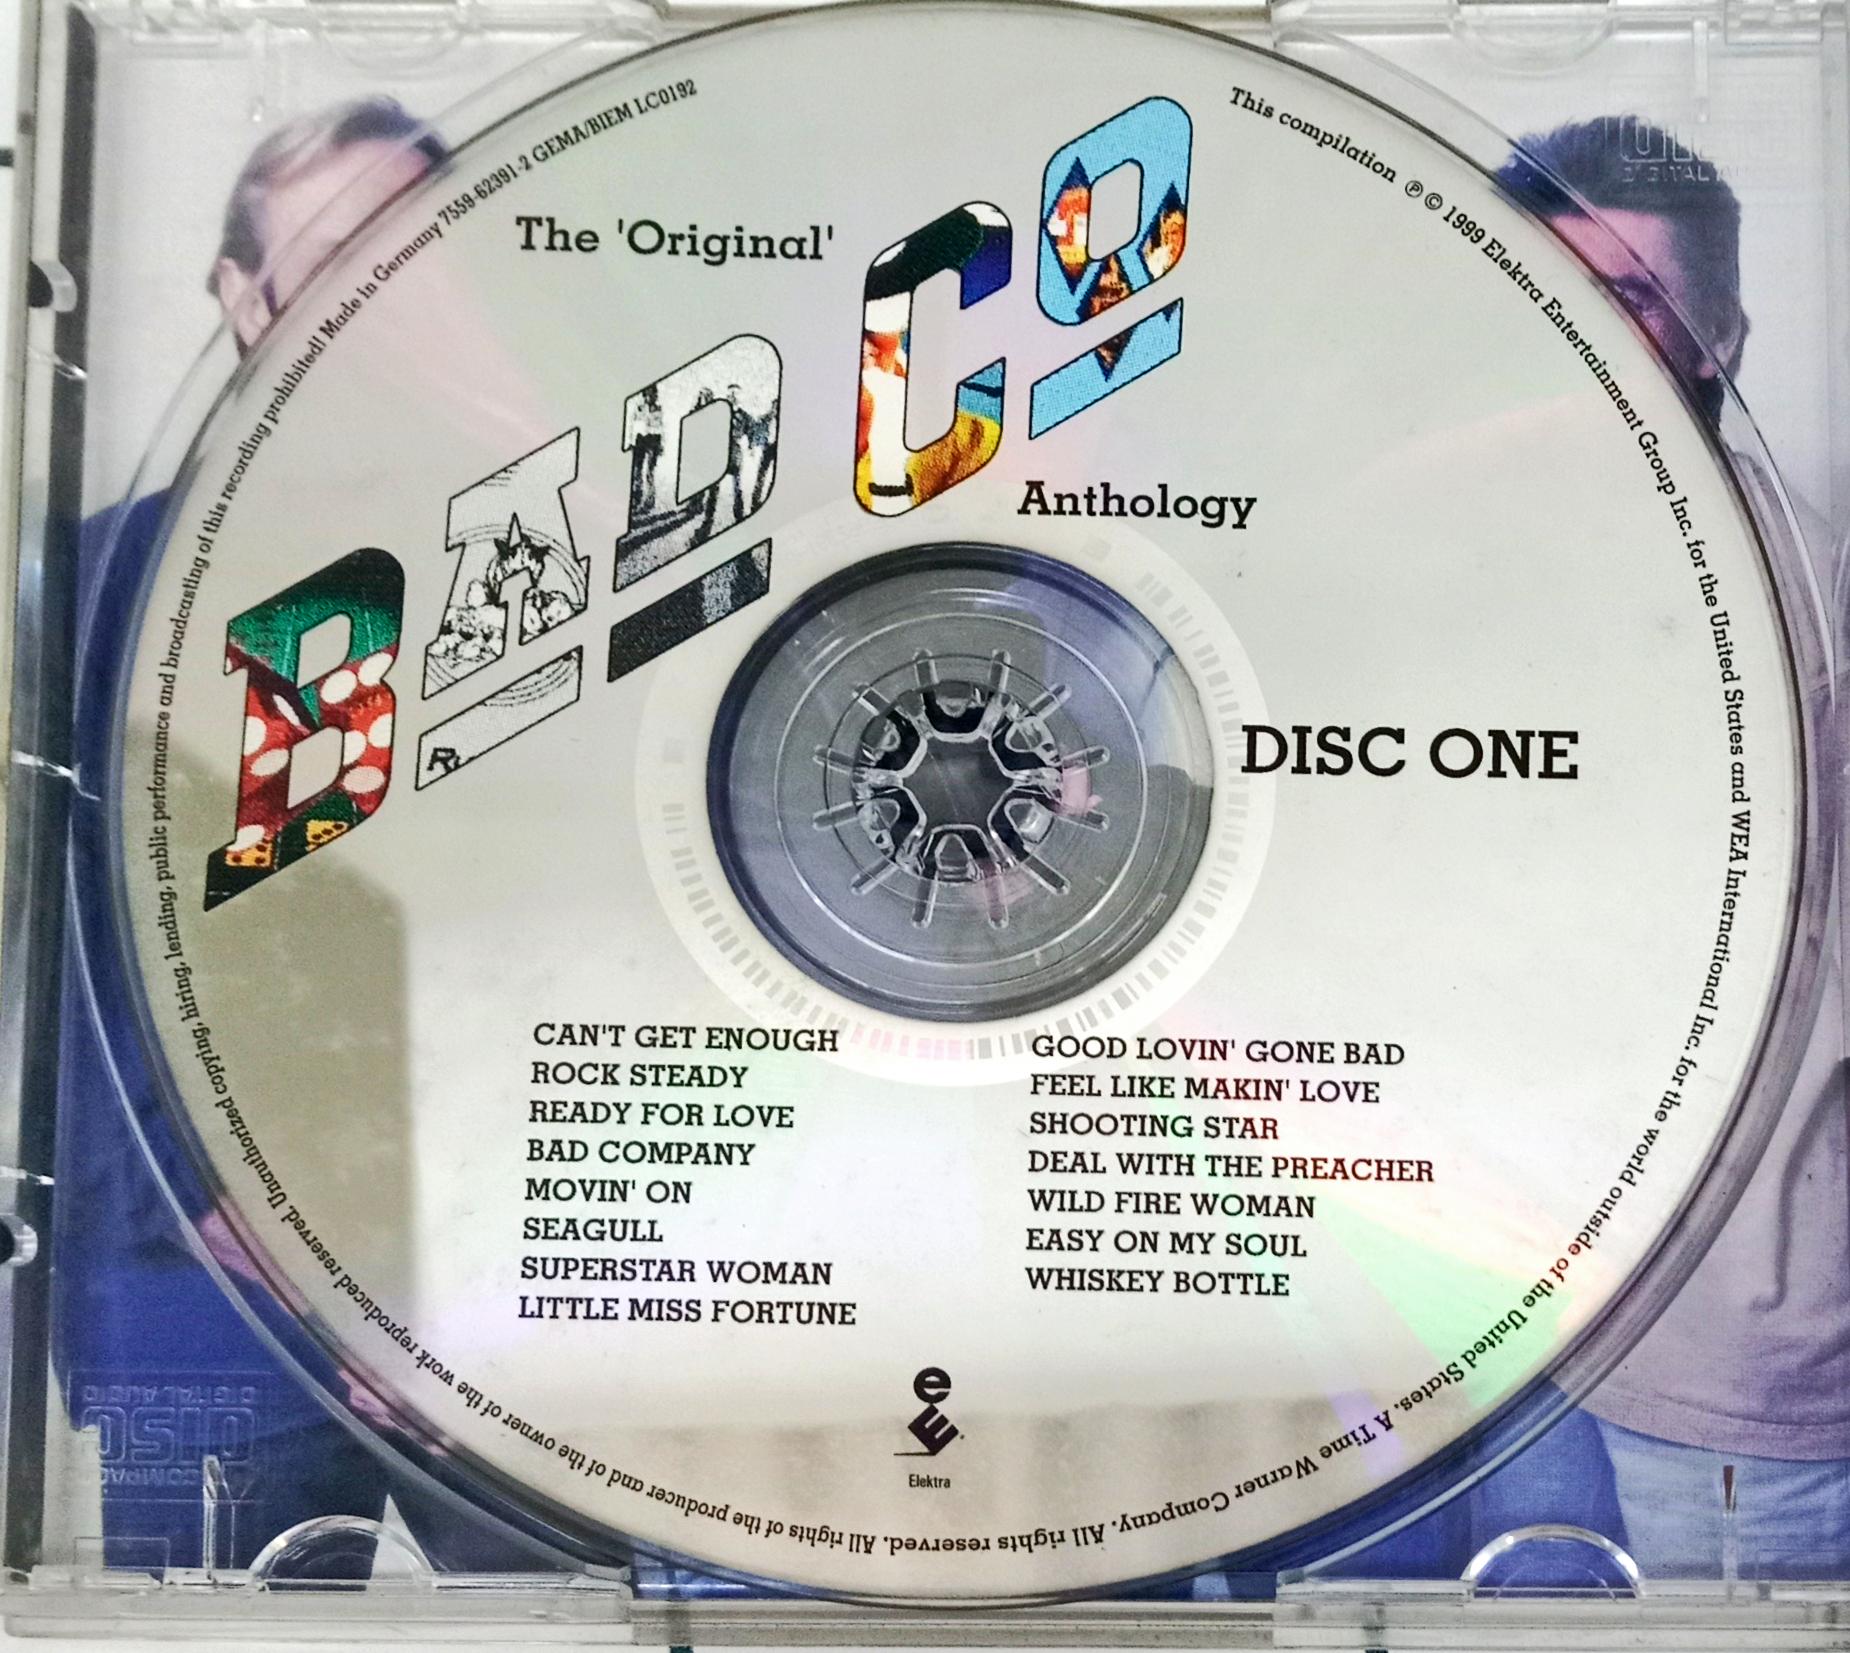 The 'Original'
BAD CO
Anthology
DISC ONE
CAN'T GET ENOUGH
ROCK STEADY
READY FOR LOVE
BAD COMPANY
MOVIN' ON
SEAGULL
SUPERSTAR WOMAN
LITTLE MISS FORTUNE
GOOD LOVIN' GONE BAD
FEEL LIKE MAKIN' LOVE
SHOOTING STAR
DEAL WITH THE PREACHER
WILD FIRE WOMAN
EASY ON MY SOUL
WHISKEY BOTTLE
Elektra
This compilation ℗ © 1999 Elektra Entertainment Group Inc. for the United States and WEA International Inc. for the world outside of the United States. A Time Warner Company. All rights reserved. All rights of the producer and of the owner of the work reproduced reserved. Unauthorized copying, hiring, lending, public performance and broadcasting of this recording prohibited! Made in Germany 7559-62391-2 GEMA/BIEM LC0192
COMPACT
DISC
DIGITAL AUDIO